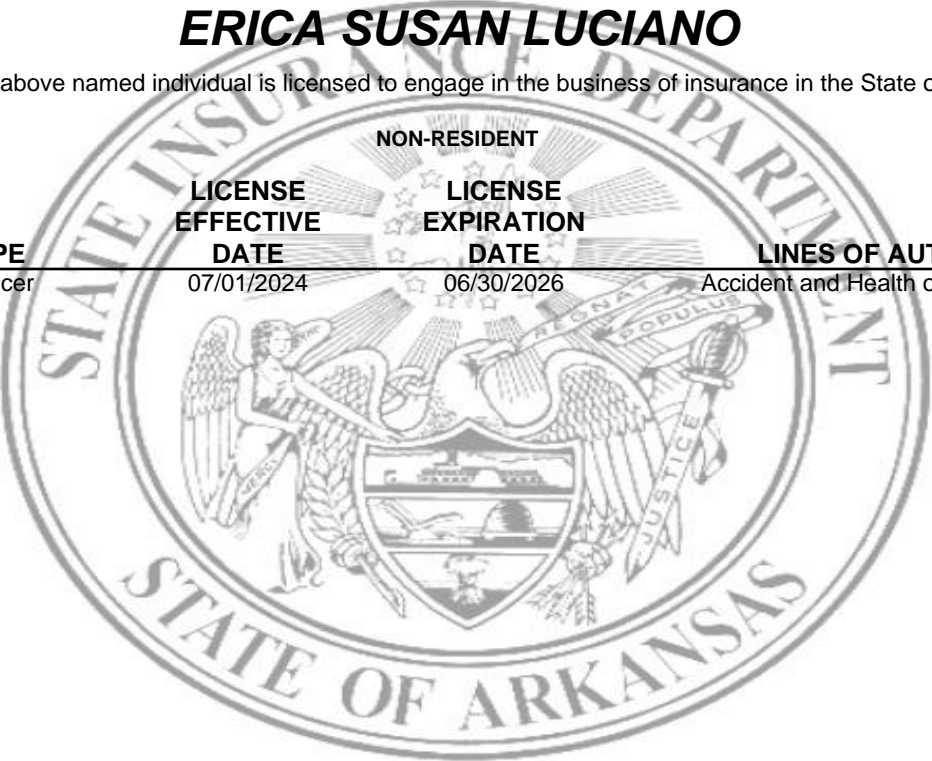 ERICA SUSAN LUCIANO
above named individual is licensed to engage in the business of insurance in the State o
NON-RESIDENT
LICENSE EFFECTIVE DATE
LICENSE EXPIRATION DATE
LINES OF AUT
07/01/2024 06/30/2026 Accident and Health o
STATE INSURANCE DEPARTMENT
REGNAT POPULUS
MERCY
JUSTICE
STATE OF ARKANSAS